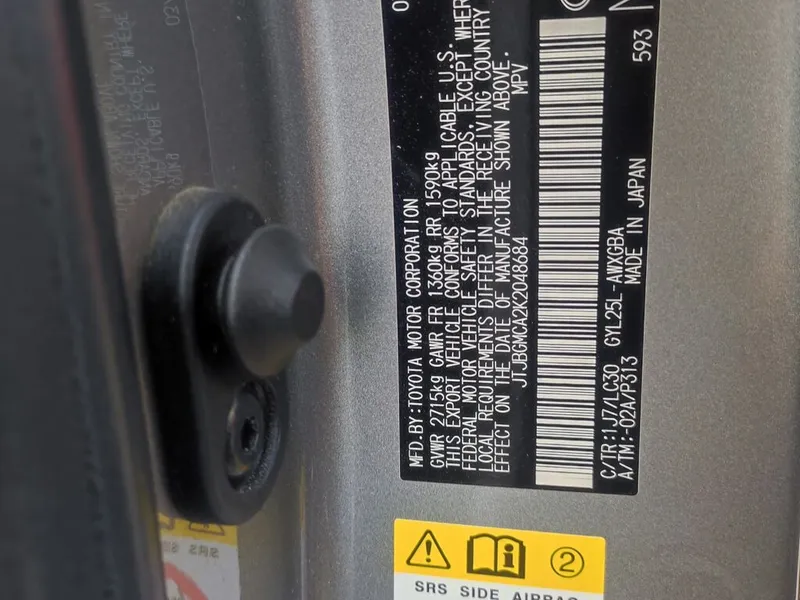 MFD.BY:TOYOTA MOTOR CORPORATION
GVWR 2715kg GAWR FR 1360kg RR 1590kg
THIS EXPORT VEHICLE CONFORMS TO APPLICABLE U.S.
FEDERAL MOTOR VEHICLE SAFETY STANDARDS, EXCEPT WHERE
LOCAL REQUIREMENTS DIFFER IN THE RECEIVING COUNTRY
EFFECT ON THE DATE OF MANUFACTURE SHOWN ABOVE.
JTJBGMCA2K2048684 MPV
C/TR:1J7/LC30 GYL25L-AWXGBA
A/TM:-02A/P313 MADE IN JAPAN 593
2
SRS SIDE AIRBAG